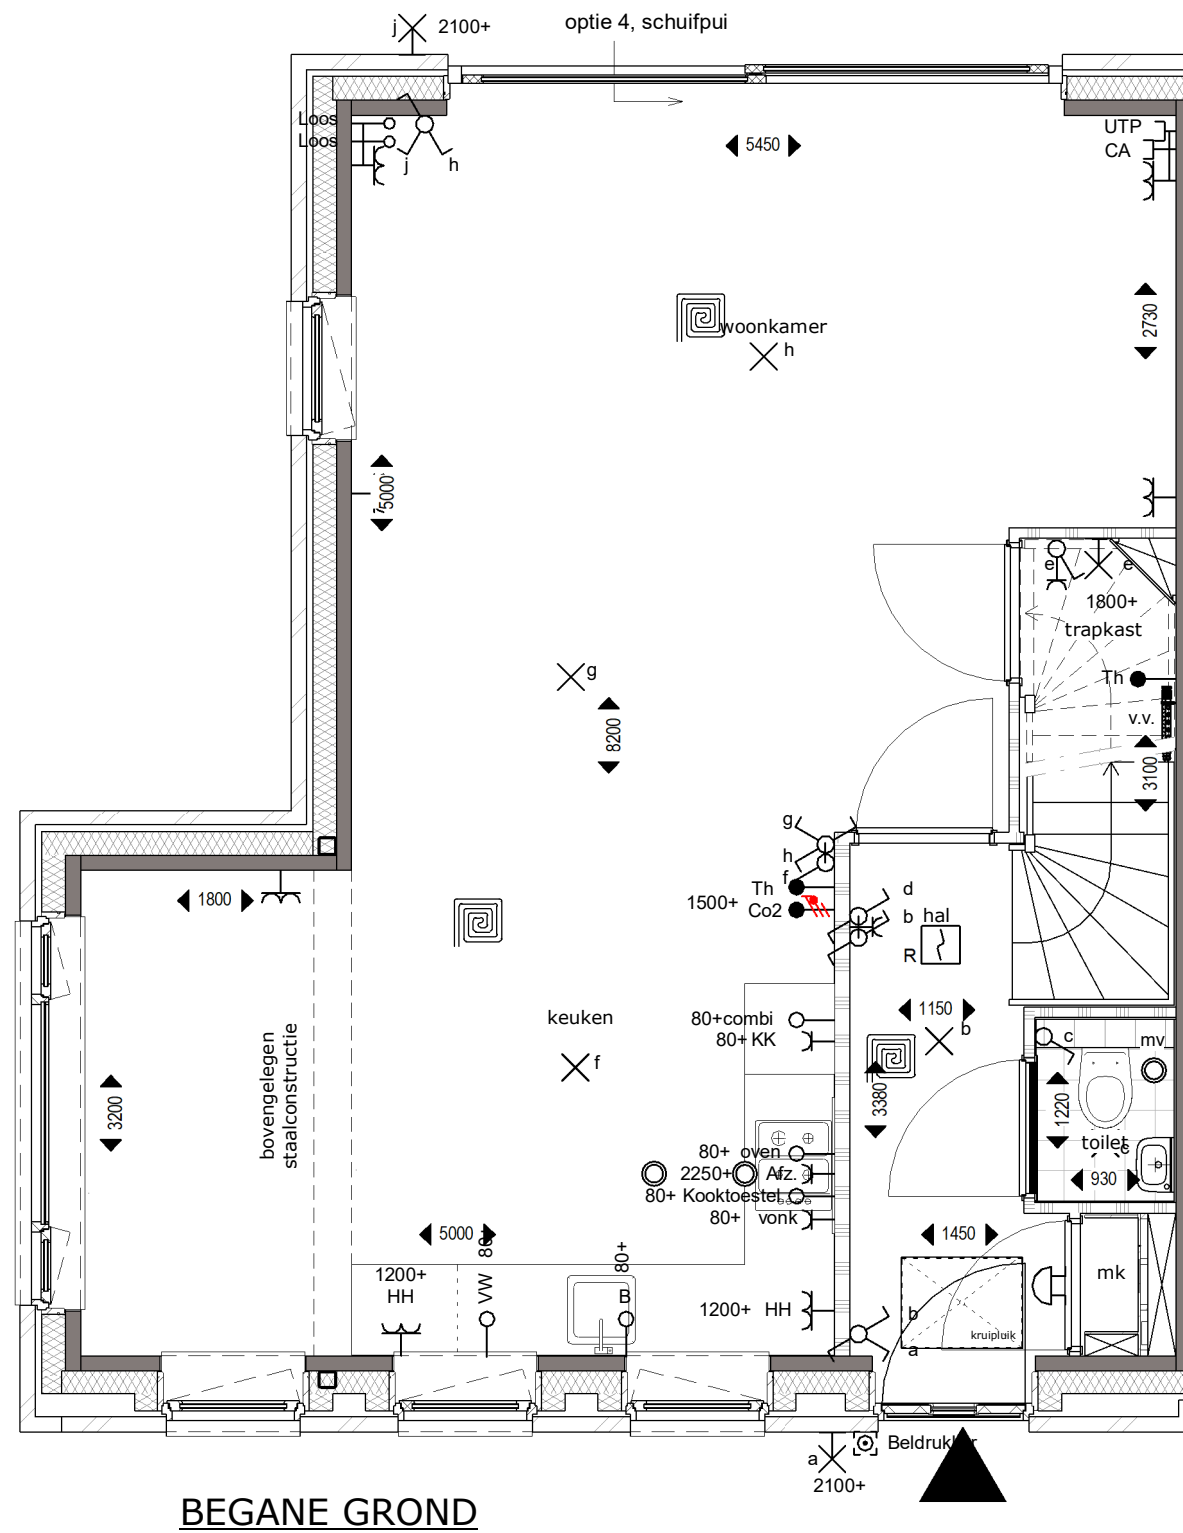 j 2100+
optie 4, schuifpui
Loos
Loos
j h
UTP
CA
5450
2730
woonkamer
h
5000
e e
1800+
trapkast
Th
v.v.
3100
g
8200
g
h
f
Th
1500+
Co2
d
b hal
R
1800
1150
b
keuken
f
80+combi
80+ KK
c mv
3380
1220
toilet
c
930
bovengelegen
staalconstructie
3200
80+ oven
2250+ Afz.
80+ Kooktoestel
80+ vonk
5000
80+
VW
80+
B
1200+
HH
1200+ HH
1450
mk
b
a
kruipluik
a
2100+
Beldrukker
BEGANE GROND